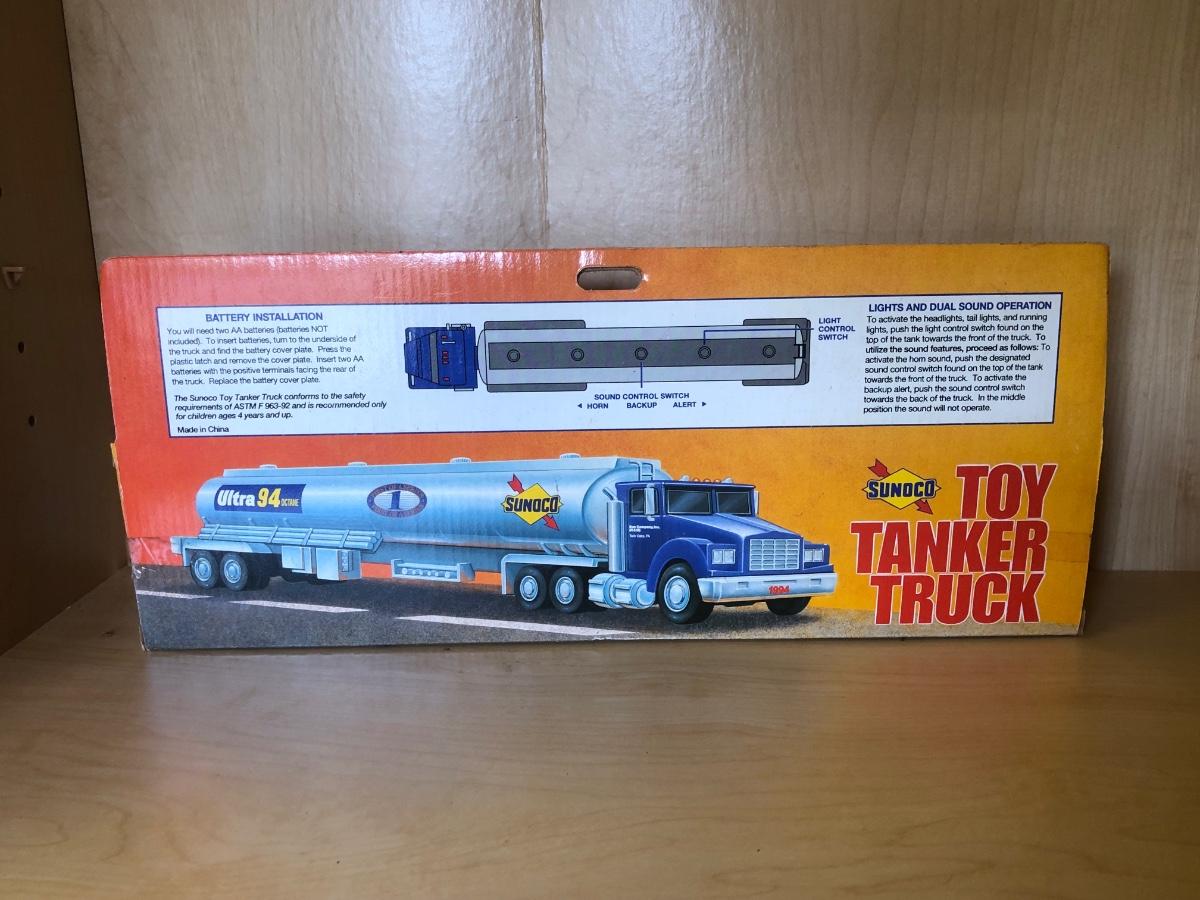 BATTERY INSTALLATION
You will need two AA batteries (batteries NOT
included). To insert batteries, turn to the underside of
the truck and find the battery cover plate. Press the
plastic latch and remove the cover plate. Insert two AA
batteries with the positive terminals facing the rear of
the truck. Replace the battery cover plate.
The Sunoco Toy Tanker Truck conforms to the safety
requirements of ASTM F 963-92 and is recommended only
for children ages 4 years and up.
Made in China
LIGHT
CONTROL
SWITCH
SOUND CONTROL SWITCH
HORN BACKUP ALERT
LIGHTS AND DUAL SOUND OPERATION
To activate the headlights, tail lights, and running
lights, push the light control switch found on the
top of the tank towards the front of the truck. To
utilize the sound features, proceed as follows: To
activate the horn sound, push the designated
sound control switch found on the top of the tank
towards the front of the truck. To activate the
backup alert, push the sound control switch
towards the back of the truck. In the middle
position the sound will not operate.
Ultra 94 OCTANE
1
SUNOCO
Sun Company, Inc.
1994
SUNOCO
TOY
TANKER
TRUCK